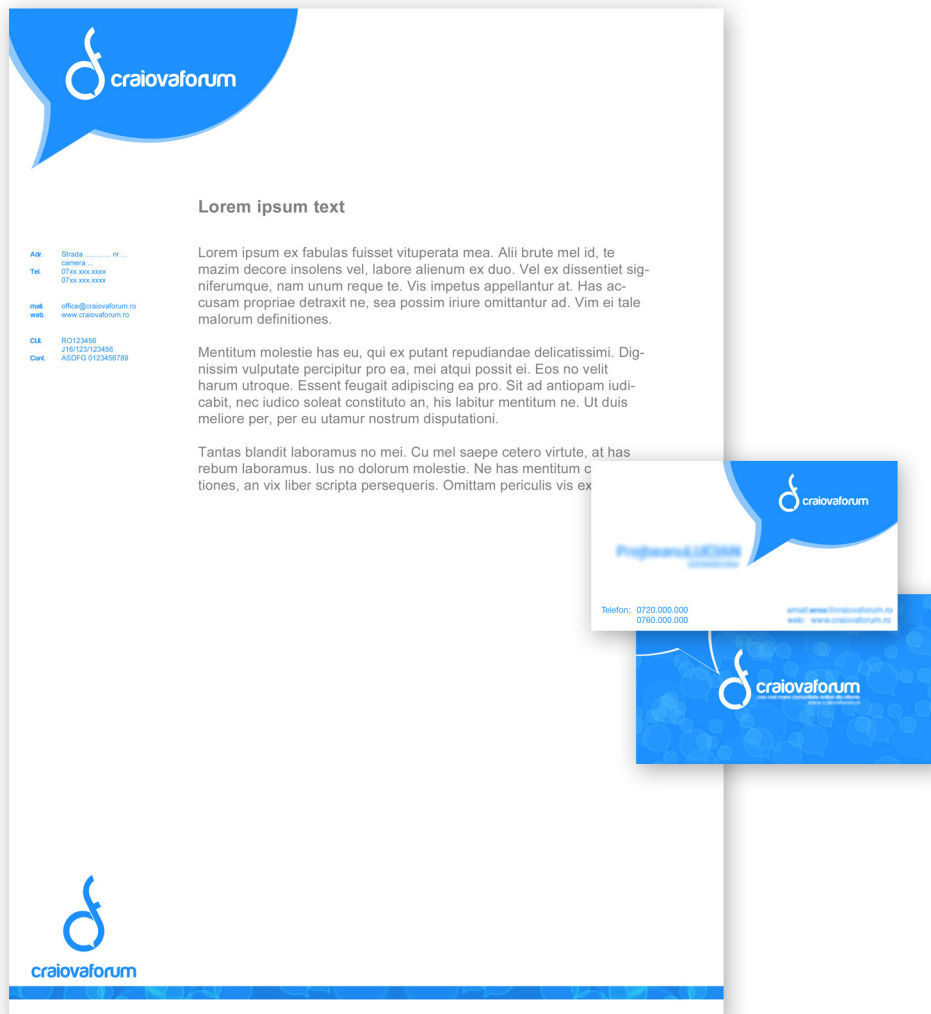 craiovaforum
Lorem ipsum text
Adr. Strada ............. nr ...
camera ...
Tel. 07xx.xxx.xxxx
07xx.xxx.xxxx
mail. office@craiovaforum.ro
web. www.craiovaforum.ro
CUI. RO123456
J16/123/123456
Cont. ASDFG 0123456789
Lorem ipsum ex fabulas fuisset vituperata mea. Alii brute mel id, te
mazim decore insolens vel, labore alienum ex duo. Vel ex dissentiet sig-
niferumque, nam unum reque te. Vis impetus appellantur at. Has ac-
cusam propriae detraxit ne, sea possim iriure omittantur ad. Vim ei tale
malorum definitiones.
Mentitum molestie has eu, qui ex putant repudiandae delicatissimi. Dig-
nissim vulputate percipitur pro ea, mei atqui possit ei. Eos no velit
harum utroque. Essent feugait adipiscing ea pro. Sit ad antiopam iudi-
cabit, nec iudico soleat constituto an, his labitur mentitum ne. Ut duis
meliore per, per eu utamur nostrum disputationi.
Tantas blandit laboramus no mei. Cu mel saepe cetero virtute, at has
rebum laboramus. Ius no dolorum molestie. Ne has mentitum c
tiones, an vix liber scripta persequeris. Omittam periculis vis ex
craiovaforum
Telefon: 0720.000.000
0760.000.000
web: www.craiovaforum.ro
craiovaforum
craiovaforum